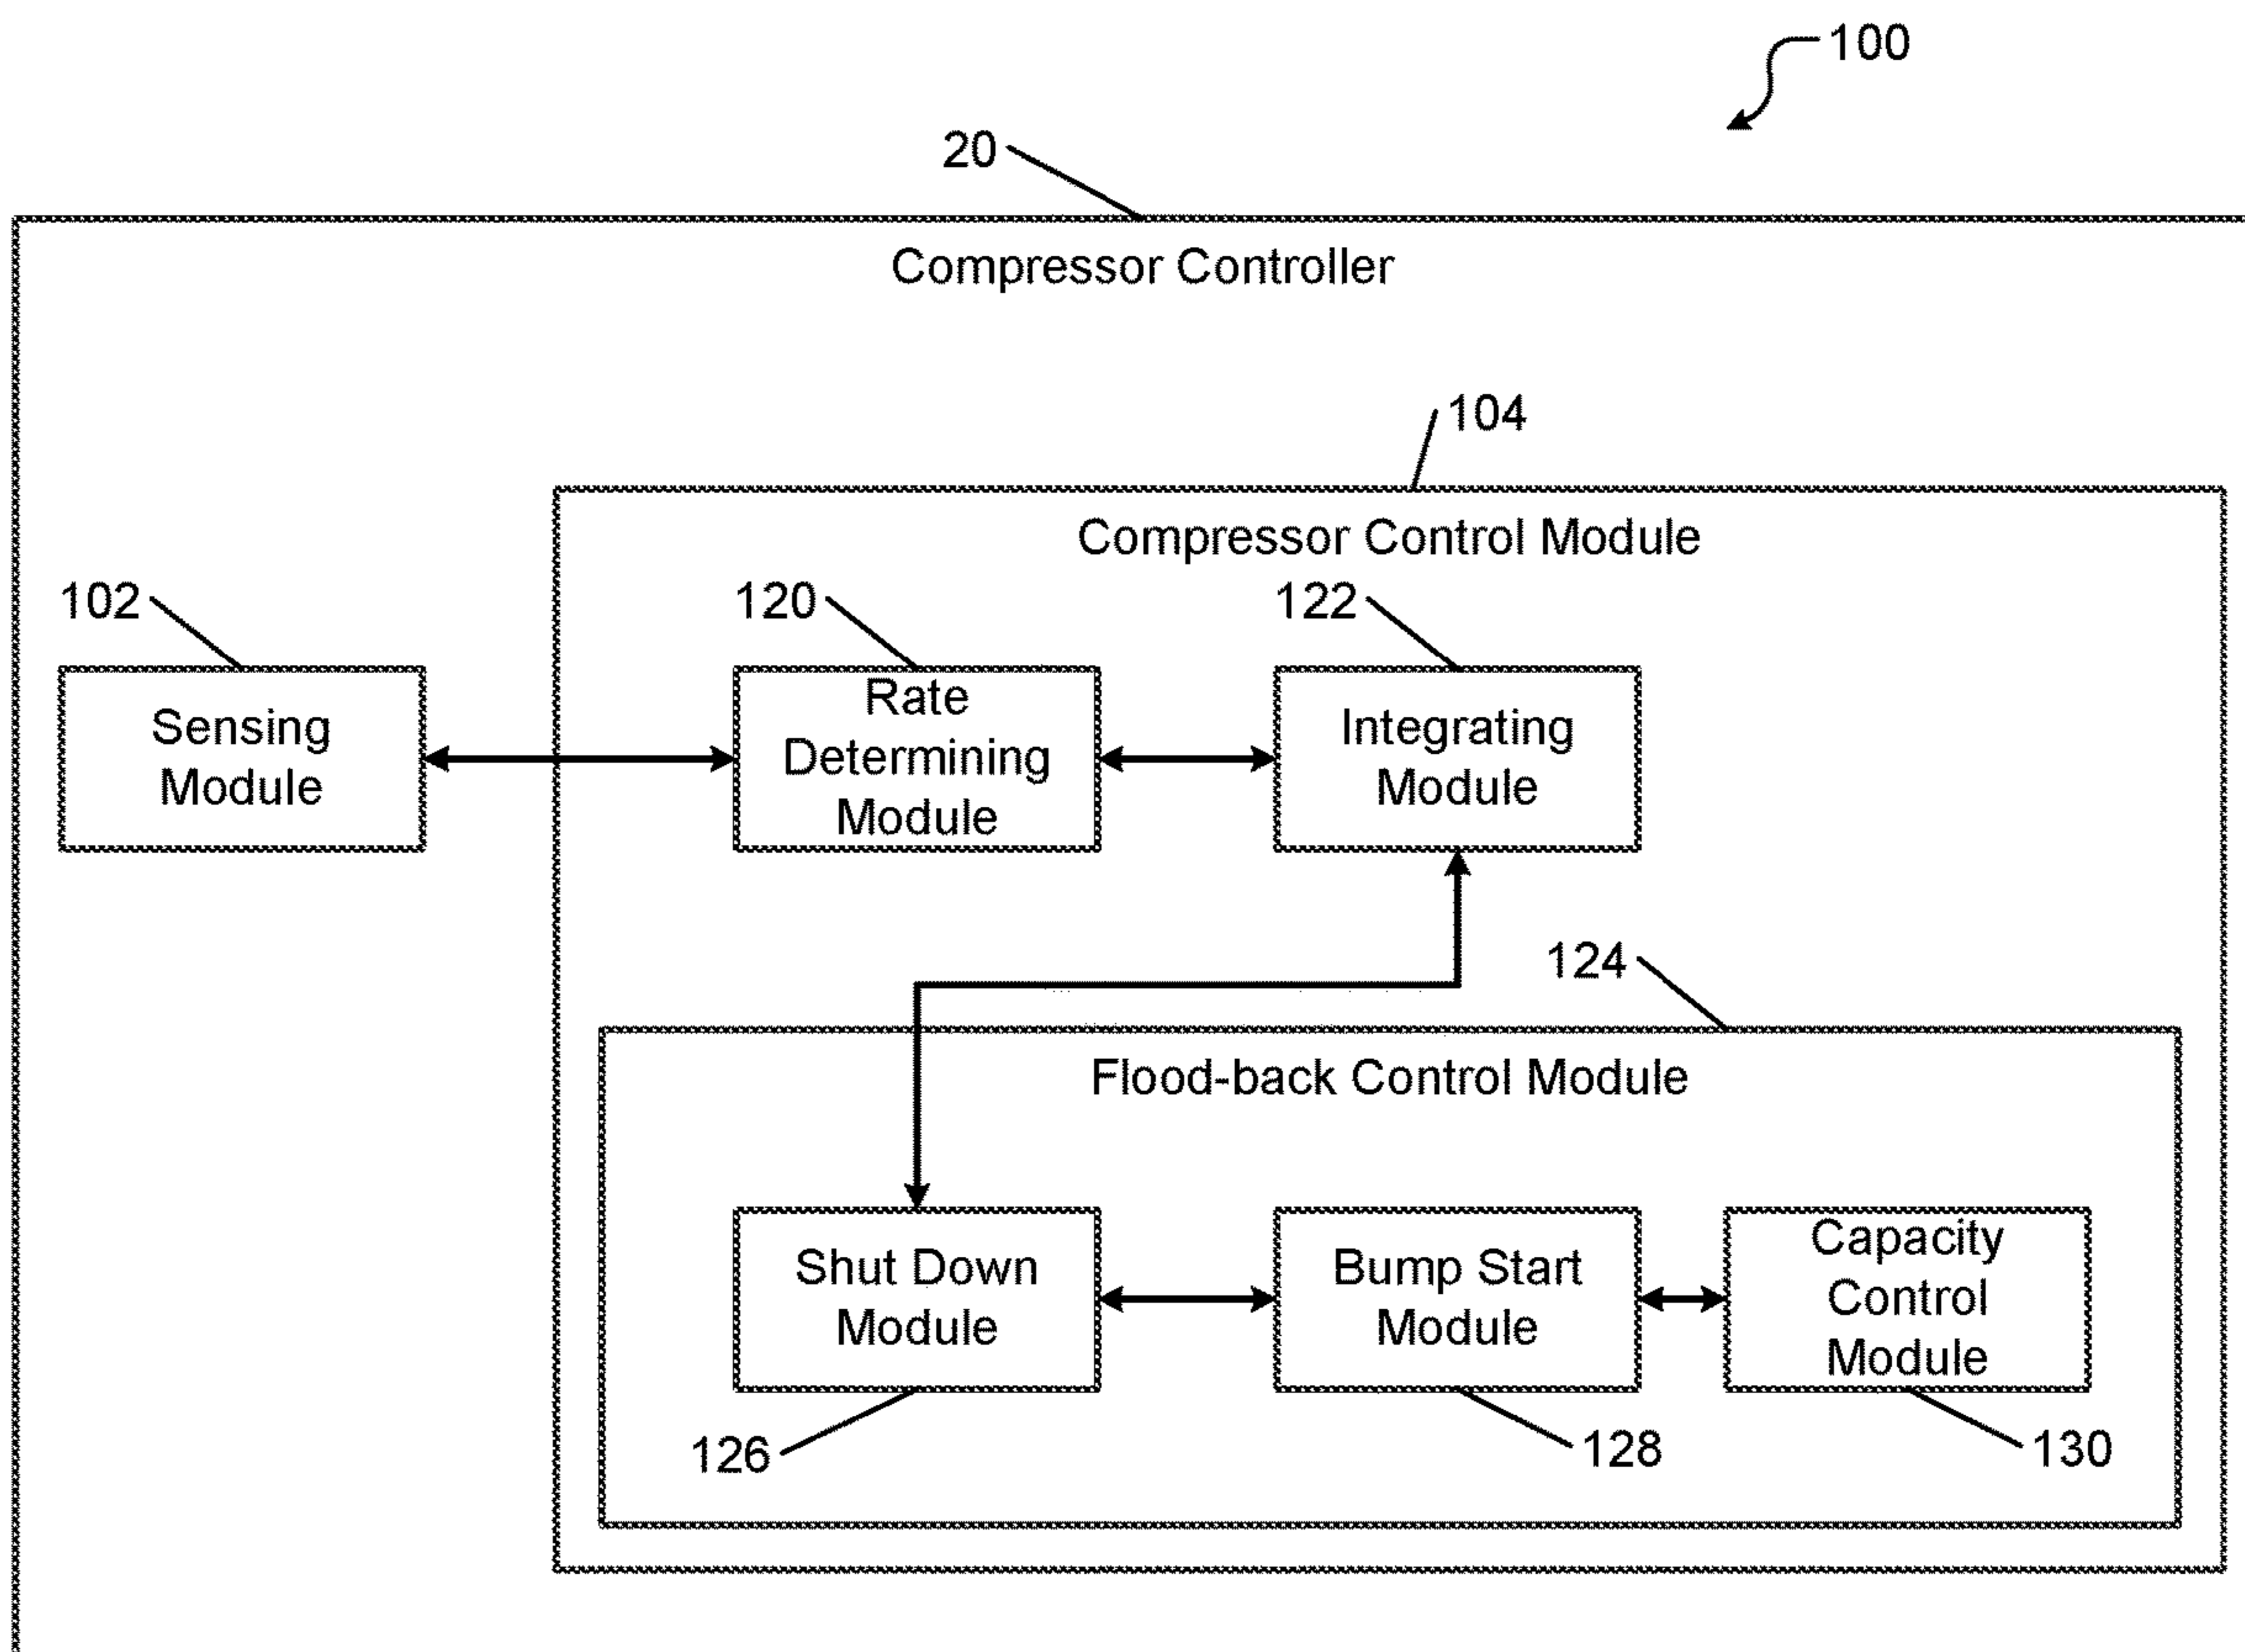 100
20
Compressor Controller
104
Compressor Control Module
102
120
122
Sensing
Module
Rate
Determining
Module
Integrating
Module
124
Flood-back Control Module
Shut Down
Module
Bump Start
Module
Capacity
Control
Module
126
128
130